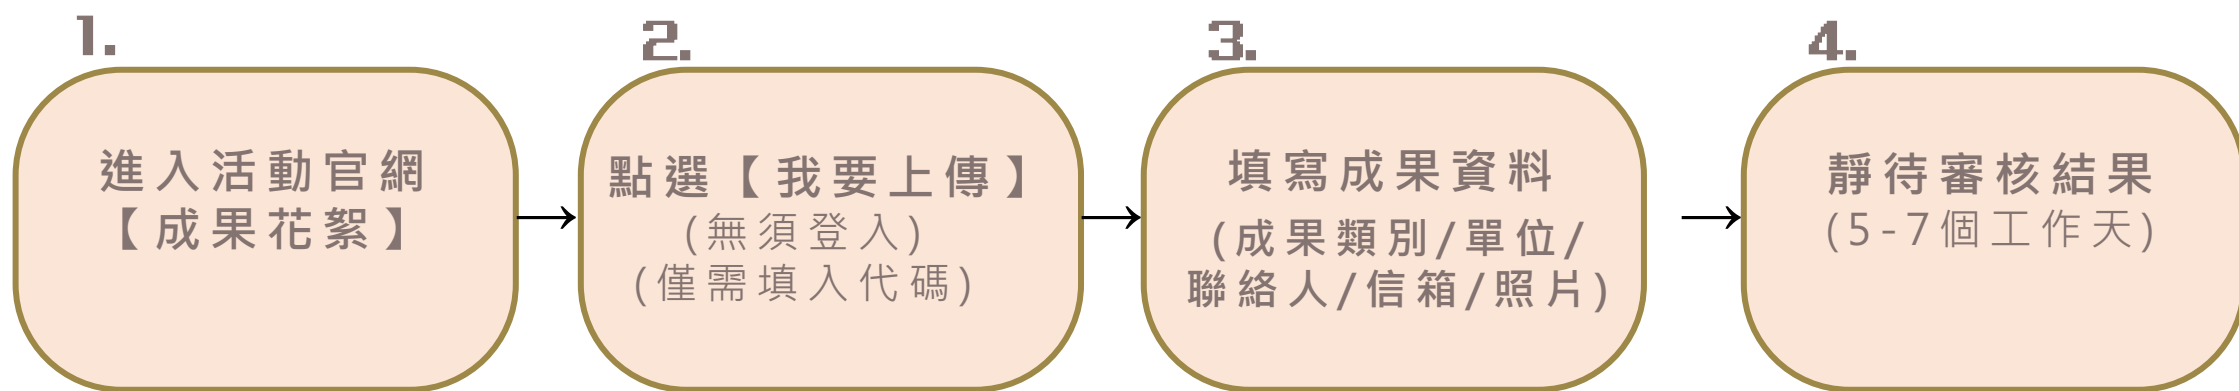 1.
進入活動官網
【成果花絮】
2.
點選【我要上傳】
(無須登入)
(僅需填入代碼)
3.
填寫成果資料
(成果類別/單位/
聯絡人/信箱/照片)
4.
靜待審核結果
(5-7個工作天)